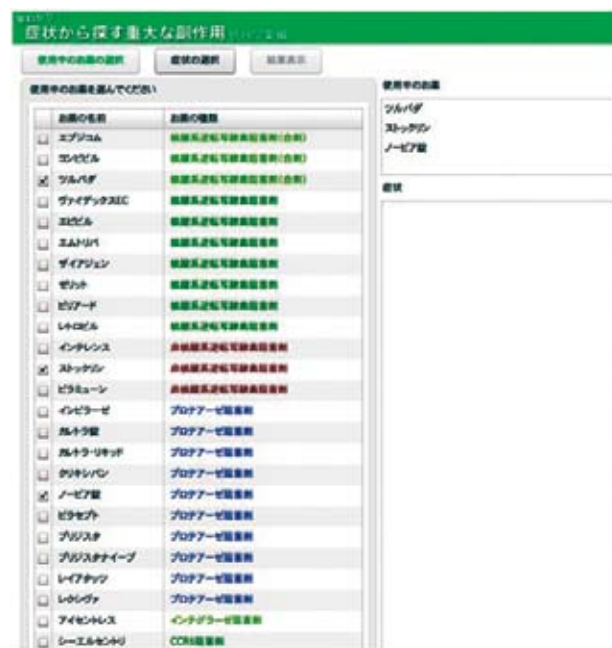 症状から探す重大な副作用
使用中のお薬の選択
症状の選択
結果表示
使用中のお薬を選んでください
お薬の名前 お薬の種類
エプジコム 核酸系逆転写酵素阻害剤(合剤)
コンビビル 核酸系逆転写酵素阻害剤(合剤)
ツルバダ 核酸系逆転写酵素阻害剤(合剤)
ヴァイデックスEC 核酸系逆転写酵素阻害剤
エピビル 核酸系逆転写酵素阻害剤
エムトリバ 核酸系逆転写酵素阻害剤
ザイアジェン 核酸系逆転写酵素阻害剤
ゼリット 核酸系逆転写酵素阻害剤
ビリアード 核酸系逆転写酵素阻害剤
レトロビル 核酸系逆転写酵素阻害剤
インテレンス 非核酸系逆転写酵素阻害剤
ストックリン 非核酸系逆転写酵素阻害剤
ビラミューン 非核酸系逆転写酵素阻害剤
インビラーゼ プロテアーゼ阻害剤
カレトラ錠 プロテアーゼ阻害剤
カレトラ・リキッド プロテアーゼ阻害剤
クリキシバン プロテアーゼ阻害剤
ノービア錠 プロテアーゼ阻害剤
ビラセプト プロテアーゼ阻害剤
プリジスタ プロテアーゼ阻害剤
プリジスタナイーブ プロテアーゼ阻害剤
レイアタッツ プロテアーゼ阻害剤
レクシヴァ プロテアーゼ阻害剤
アイセントレス インテグラーゼ阻害剤
シーエルセントリ CCR5阻害剤
使用中のお薬
ツルバダ
ストックリン
ノービア錠
症状